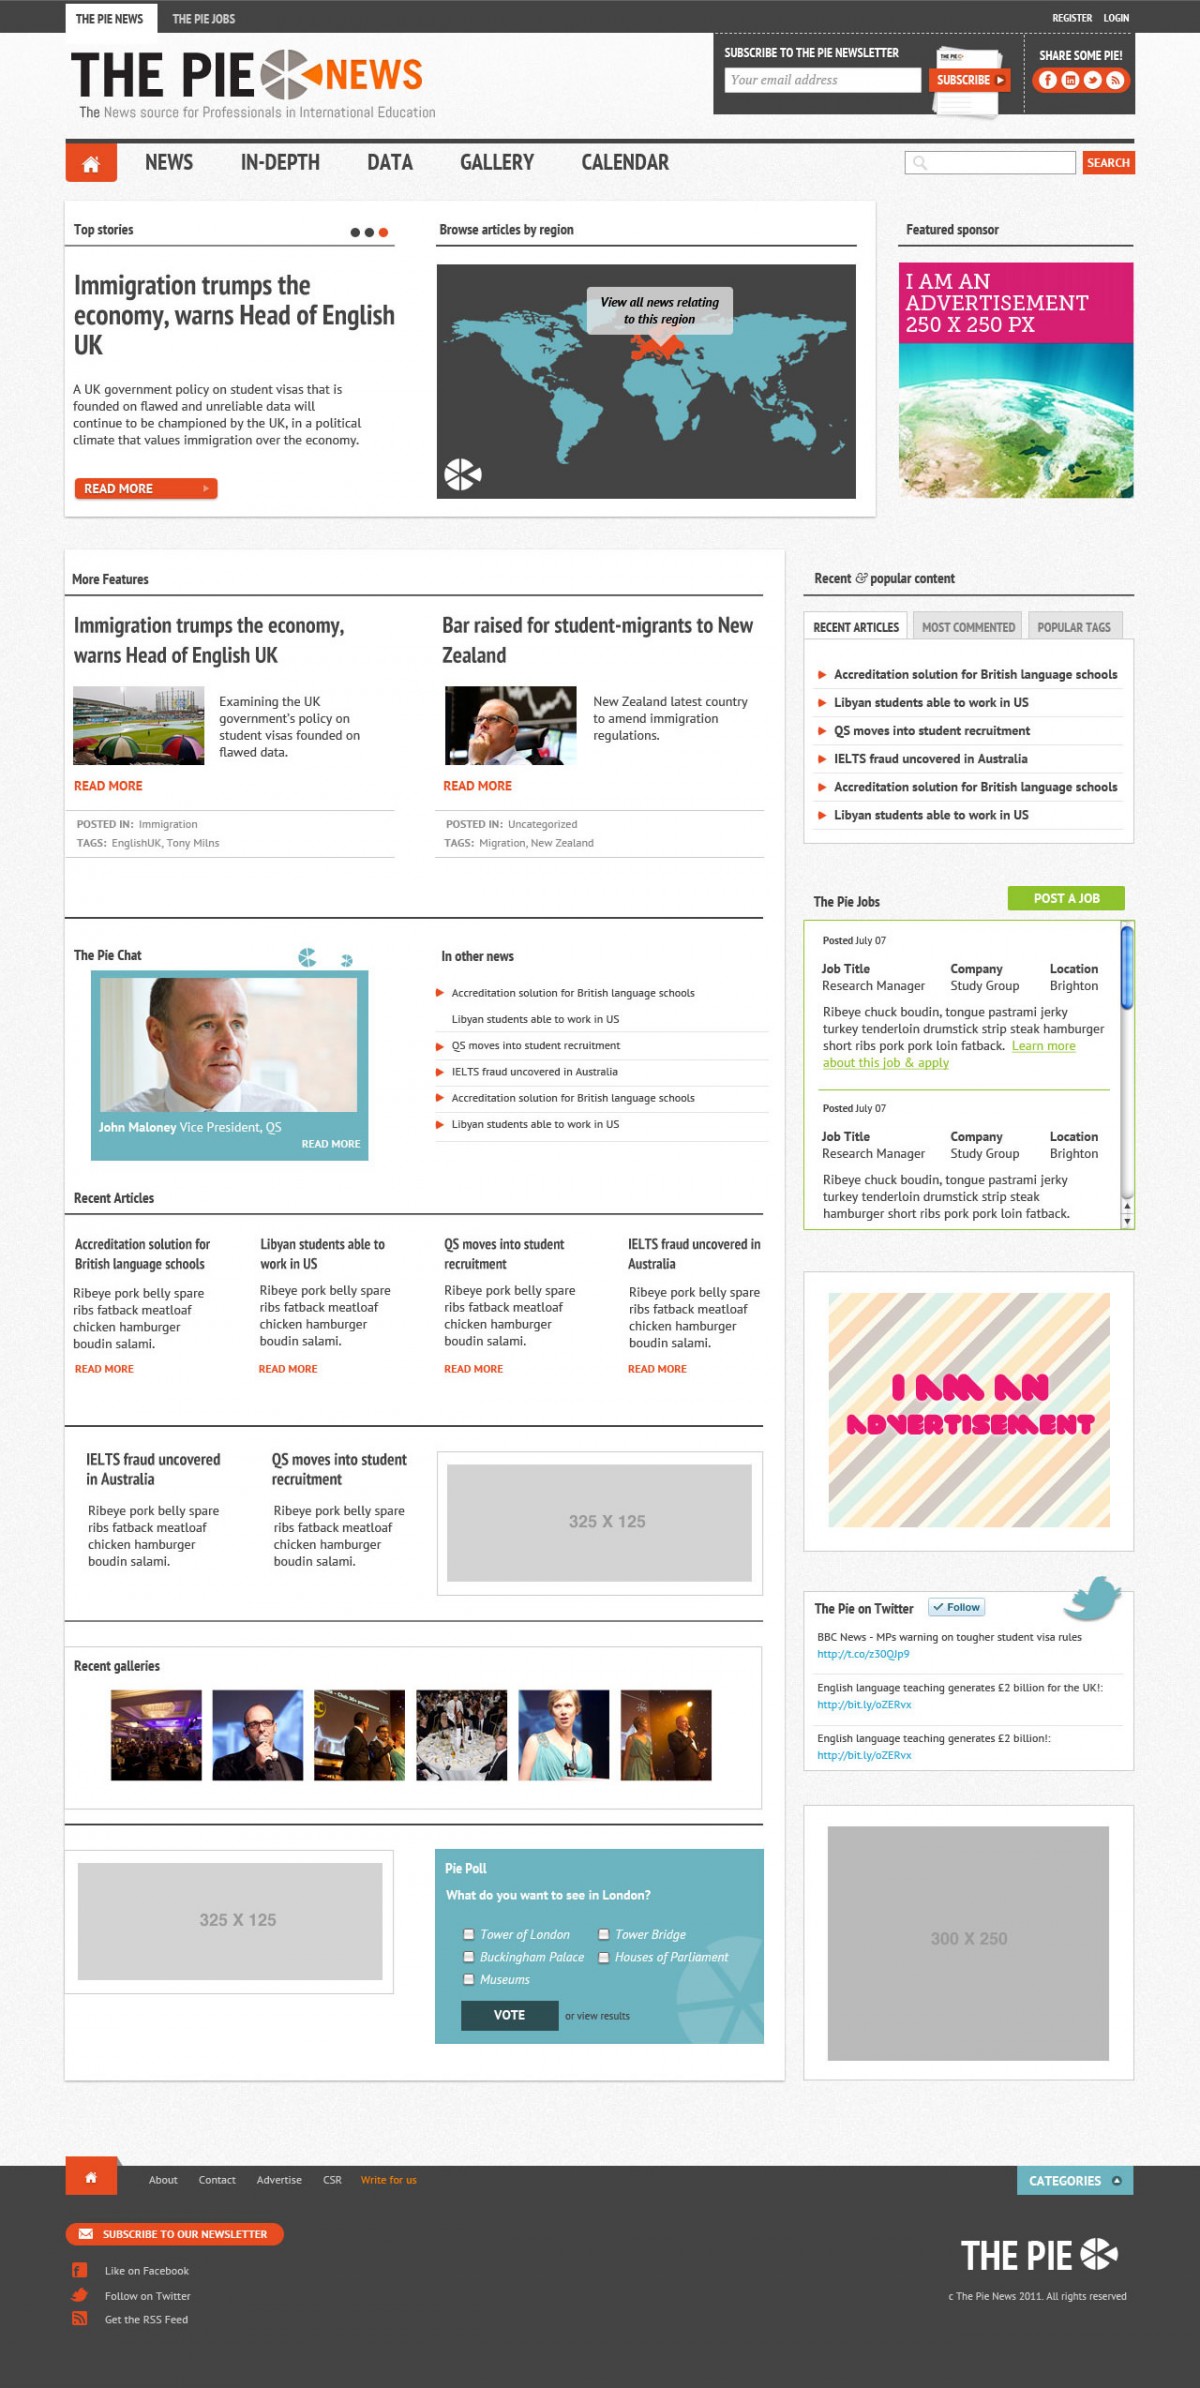 THE PIE NEWS
THE PIE JOBS
REGISTER LOGIN
THE PIE NEWS
The News source for Professionals in International Education
SUBSCRIBE TO THE PIE NEWSLETTER
Your email address
SUBSCRIBE
SHARE SOME PIE!
NEWS IN-DEPTH DATA GALLERY CALENDAR
SEARCH
Top stories
Immigration trumps the
economy, warns Head of English
UK
A UK government policy on student visas that is
founded on flawed and unreliable data will
continue to be championed by the UK, in a political
climate that values immigration over the economy.
READ MORE
Browse articles by region
View all news relating
to this region
Featured sponsor
I AM AN
ADVERTISEMENT
250 X 250 PX
More Features
Immigration trumps the economy,
warns Head of English UK
Examining the UK
government's policy on
student visas founded on
flawed data.
READ MORE
POSTED IN: Immigration
TAGS: EnglishUK, Tony Milns
Bar raised for student-migrants to New
Zealand
New Zealand latest country
to amend immigration
regulations.
READ MORE
POSTED IN: Uncategorized
TAGS: Migration, New Zealand
Recent & popular content
RECENT ARTICLES
MOST COMMENTED
POPULAR TAGS
Accreditation solution for British language schools
Libyan students able to work in US
QS moves into student recruitment
IELTS fraud uncovered in Australia
Accreditation solution for British language schools
Libyan students able to work in US
The Pie Jobs
POST A JOB
Posted July 07
Job Title Company Location
Research Manager Study Group Brighton
Ribeye chuck boudin, tongue pastrami jerky
turkey tenderloin drumstick strip steak hamburger
short ribs pork pork loin fatback. Learn more
about this job & apply
Posted July 07
Job Title Company Location
Research Manager Study Group Brighton
Ribeye chuck boudin, tongue pastrami jerky
turkey tenderloin drumstick strip steak
hamburger short ribs pork pork loin fatback.
The Pie Chat
John Maloney Vice President, QS
READ MORE
In other news
Accreditation solution for British language schools
Libyan students able to work in US
QS moves into student recruitment
IELTS fraud uncovered in Australia
Accreditation solution for British language schools
Libyan students able to work in US
Recent Articles
Accreditation solution for
British language schools
Ribeye pork belly spare
ribs fatback meatloaf
chicken hamburger
boudin salami.
READ MORE
Libyan students able to
work in US
Ribeye pork belly spare
ribs fatback meatloaf
chicken hamburger
boudin salami.
READ MORE
QS moves into student
recruitment
Ribeye pork belly spare
ribs fatback meatloaf
chicken hamburger
boudin salami.
READ MORE
IELTS fraud uncovered in
Australia
Ribeye pork belly spare
ribs fatback meatloaf
chicken hamburger
boudin salami.
READ MORE
I AM AN
ADVERTISEMENT
IELTS fraud uncovered
in Australia
Ribeye pork belly spare
ribs fatback meatloaf
chicken hamburger
boudin salami.
QS moves into student
recruitment
Ribeye pork belly spare
ribs fatback meatloaf
chicken hamburger
boudin salami.
325 X 125
The Pie on Twitter
Follow
BBC News - MPs warning on tougher student visa rules
http://t.co/z30QJp9
English language teaching generates £2 billion for the UK!:
http://bit.ly/oZERvx
English language teaching generates £2 billion!:
http://bit.ly/oZERvx
Recent galleries
325 X 125
Pie Poll
What do you want to see in London?
Tower of London
Tower Bridge
Buckingham Palace
Houses of Parliament
Museums
VOTE
or view results
300 X 250
About Contact Advertise CSR Write for us
CATEGORIES
SUBSCRIBE TO OUR NEWSLETTER
Like on Facebook
Follow on Twitter
Get the RSS Feed
THE PIE
c The Pie News 2011. All rights reserved